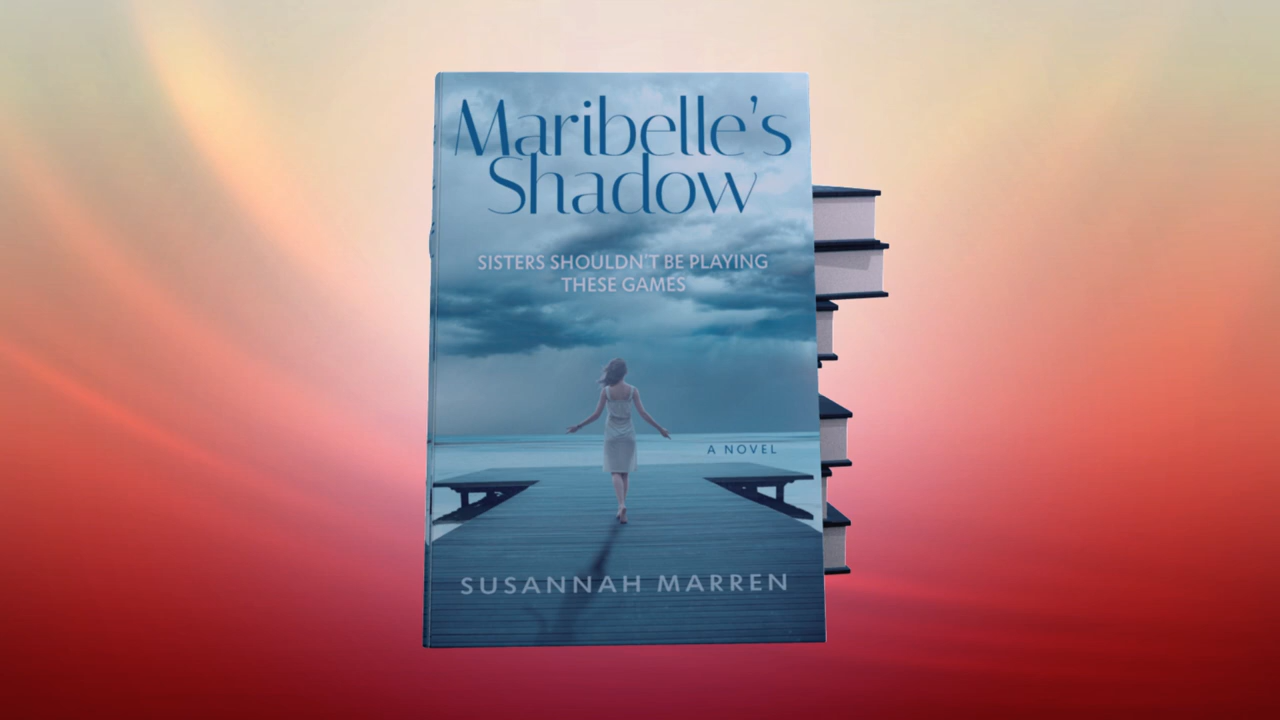 Maribelle's
Shadow
SISTERS SHOULDN'T BE PLAYING
THESE GAMES
A NOVEL
SUSANNAH MARREN